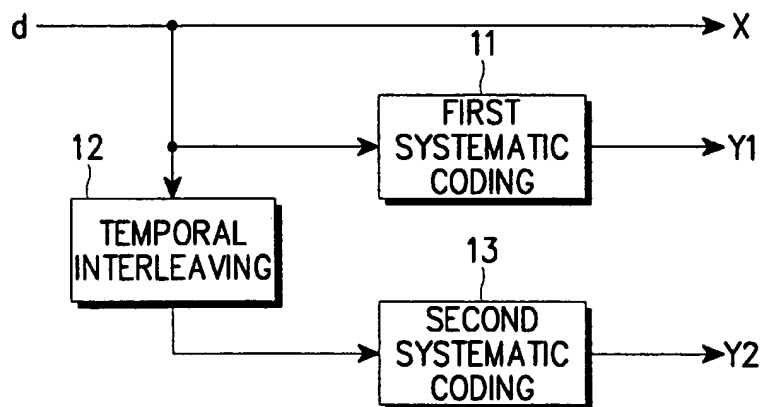 d
X
11
FIRST
SYSTEMATIC
CODING
Y1
12
TEMPORAL
INTERLEAVING
13
SECOND
SYSTEMATIC
CODING
Y2